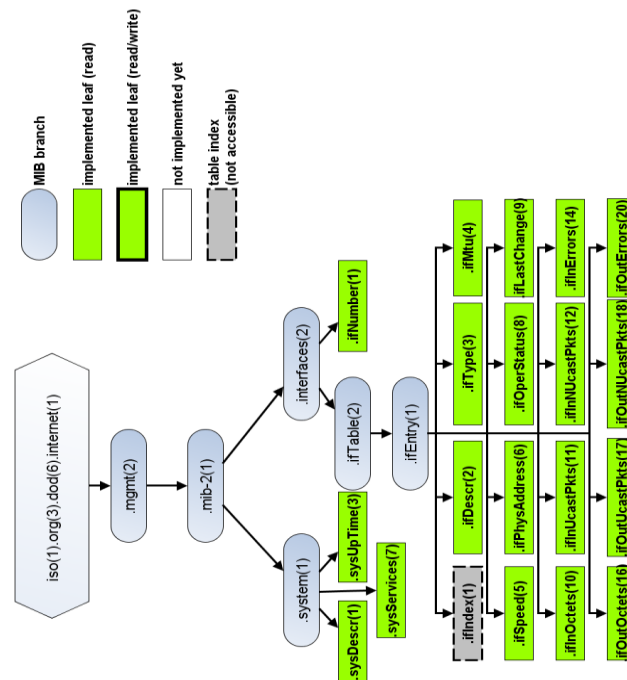 MIB branch
implemented leaf (read)
implemented leaf (read/write)
not implemented yet
table index
(not accessible)
iso(1).org(3).dod(6).internet(1)
.mgmt(2)
.mib-2(1)
.system(1)
.interfaces(2)
.sysDescr(1)
.sysUpTime(3)
.sysServices(7)
.ifTable(2)
.ifNumber(1)
.ifEntry(1)
.ifIndex(1)
.ifDescr(2)
.ifType(3)
.ifMtu(4)
.ifSpeed(5)
.ifPhysAddress(6)
.ifOperStatus(8)
.ifLastChange(9)
.ifInOctets(10)
.ifInUcastPkts(11)
.ifInNUcastPkts(12)
.ifInErrors(14)
.ifOutOctets(16)
.ifOutUcastPkts(17)
.ifOutNUcastPkts(18)
.ifOutErrors(20)